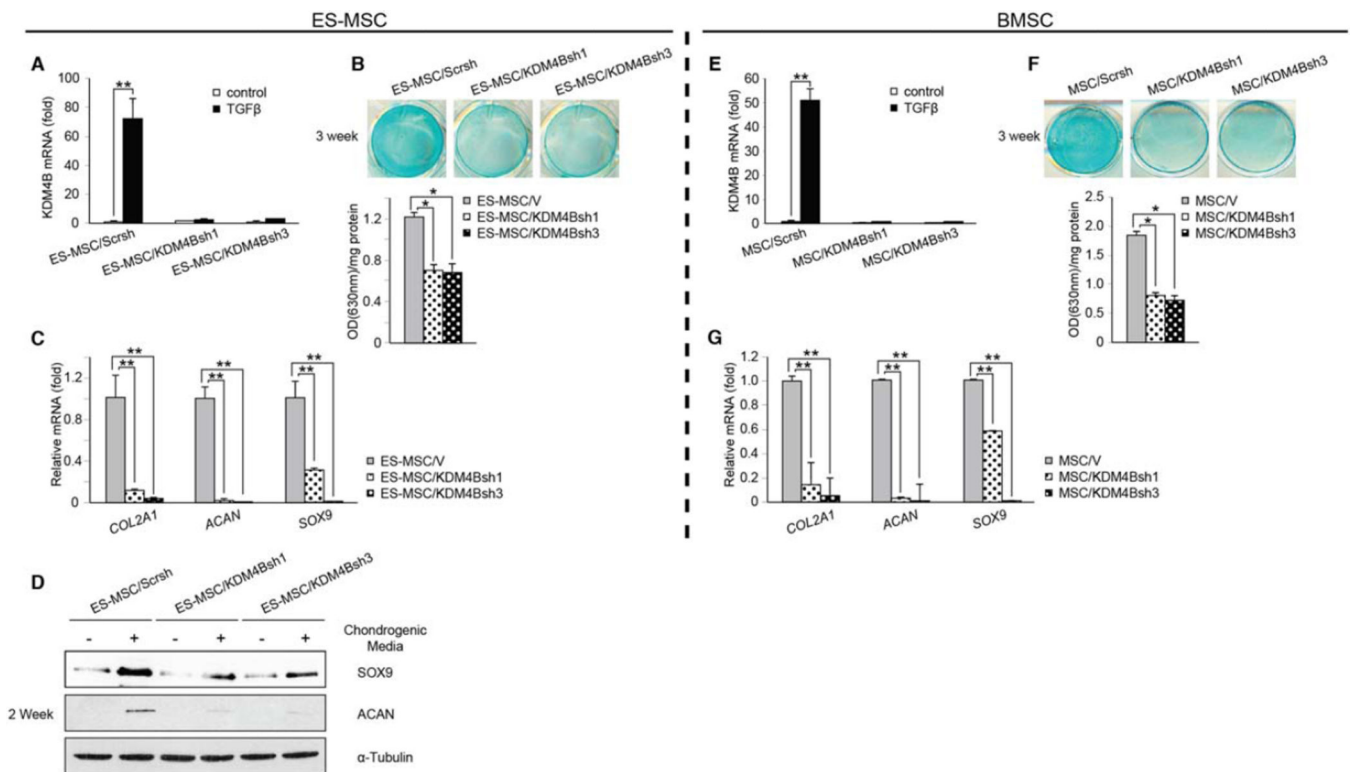 ES-MSC
BMSC
A
KDM4B mRNA (fold)
100
80
60
40
20
0
**
control
TGFβ
ES-MSC/Scrsh
ES-MSC/KDM4Bsh1
ES-MSC/KDM4Bsh3
B
ES-MSC/Scrsh
ES-MSC/KDM4Bsh1
ES-MSC/KDM4Bsh3
3 week
OD(630nm)/mg protein
1.2
0.8
0.4
0
*
*
ES-MSC/V
ES-MSC/KDM4Bsh1
ES-MSC/KDM4Bsh3
C
Relative mRNA (fold)
1.2
0.8
0.4
0
**
**
**
**
**
**
COL2A1
ACAN
SOX9
ES-MSC/V
ES-MSC/KDM4Bsh1
ES-MSC/KDM4Bsh3
D
ES-MSC/Scrsh
ES-MSC/KDM4Bsh1
ES-MSC/KDM4Bsh3
- + - + - +
Chondrogenic
Media
SOX9
2 Week
ACAN
α-Tubulin
E
KDM4B mRNA (fold)
60
50
40
30
20
10
0
**
control
TGFβ
MSC/Scrsh
MSC/KDM4Bsh1
MSC/KDM4Bsh3
F
MSC/Scrsh
MSC/KDM4Bsh1
MSC/KDM4Bsh3
3 week
OD(630nm)/mg protein
2.5
2.0
1.5
1.0
0.5
0
*
*
MSC/V
MSC/KDM4Bsh1
MSC/KDM4Bsh3
G
Relative mRNA (fold)
1.2
1.0
0.8
0.6
0.4
0.2
0
**
**
**
**
**
**
COL2A1
ACAN
SOX9
MSC/V
MSC/KDM4Bsh1
MSC/KDM4Bsh3